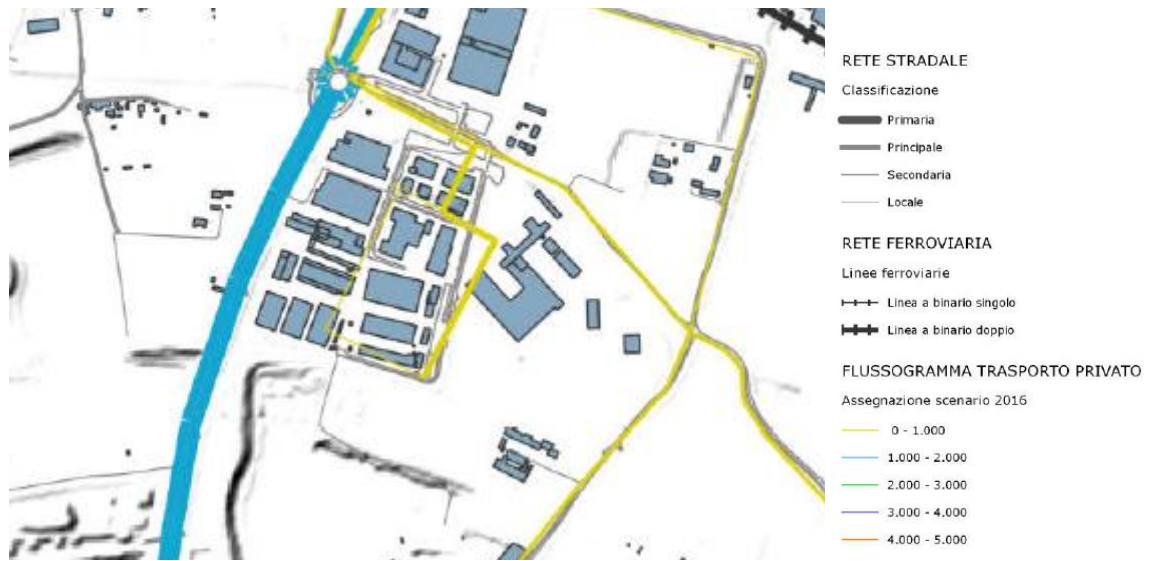 RETE STRADALE
Classificazione
Primaria
Principale
Secondaria
Locale
RETE FERROVIARIA
Linee ferroviarie
Linea a binario singolo
Linea a binario doppio
FLUSSOGRAMMA TRASPORTO PRIVATO
Assegnazione scenario 2016
0 - 1.000
1.000 - 2.000
2.000 - 3.000
3.000 - 4.000
4.000 - 5.000